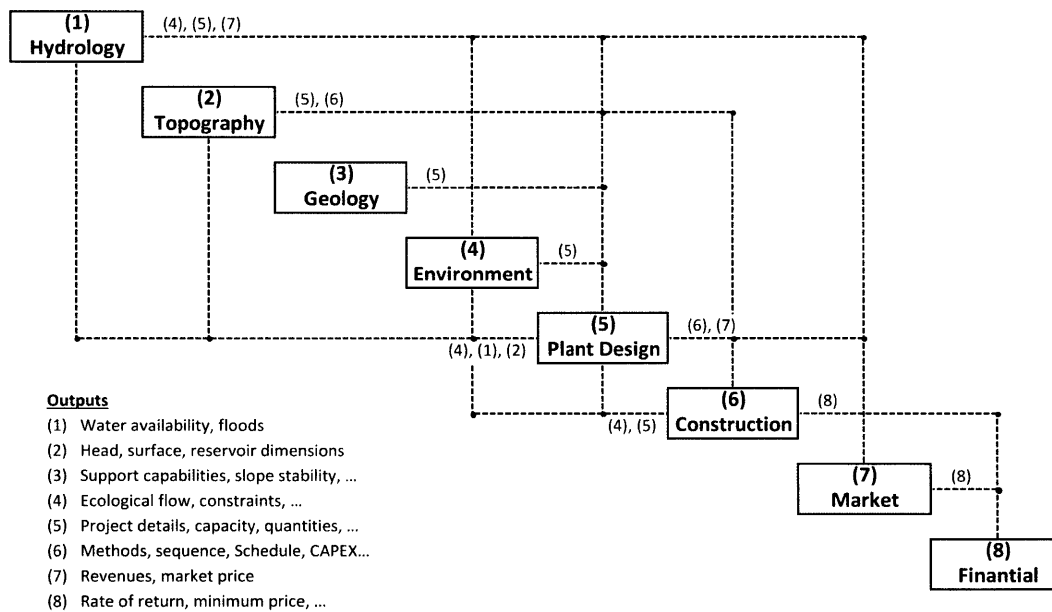 (1)
Hydrology
(4), (5), (7)
(2)
Topography
(5), (6)
(3)
Geology
(5)
(4)
Environment
(5)
(5)
Plant Design
(6), (7)
(4), (1), (2)
(6)
Construction
(8)
(4), (5)
(7)
Market
(8)
(8)
Finantial
Outputs
(1) Water availability, floods
(2) Head, surface, reservoir dimensions
(3) Support capabilities, slope stability, ...
(4) Ecological flow, constraints, ...
(5) Project details, capacity, quantities, ...
(6) Methods, sequence, Schedule, CAPEX...
(7) Revenues, market price
(8) Rate of return, minimum price, ...